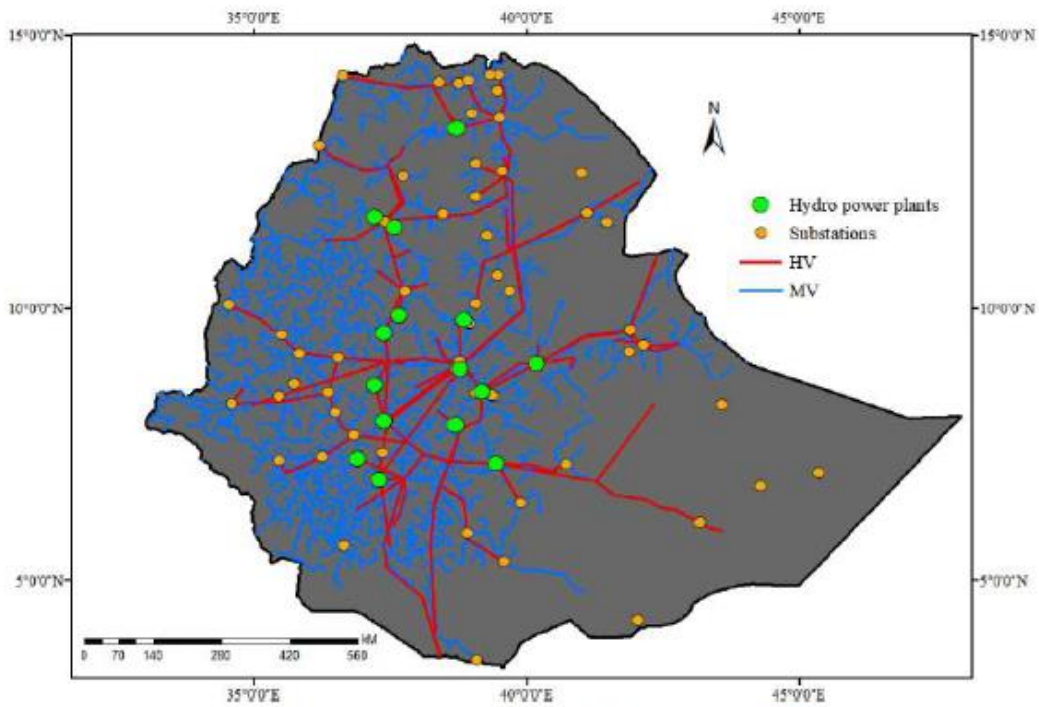 35°0'0"E 40°0'0"E 45°0'0"E
15°0'0"N 15°0'0"N
N
Hydro power plants
Substations
HV
MV
10°0'0"N 10°0'0"N
5°0'0"N 5°0'0"N
KM
0 70 140 280 420 560
35°0'0"E 40°0'0"E 45°0'0"E